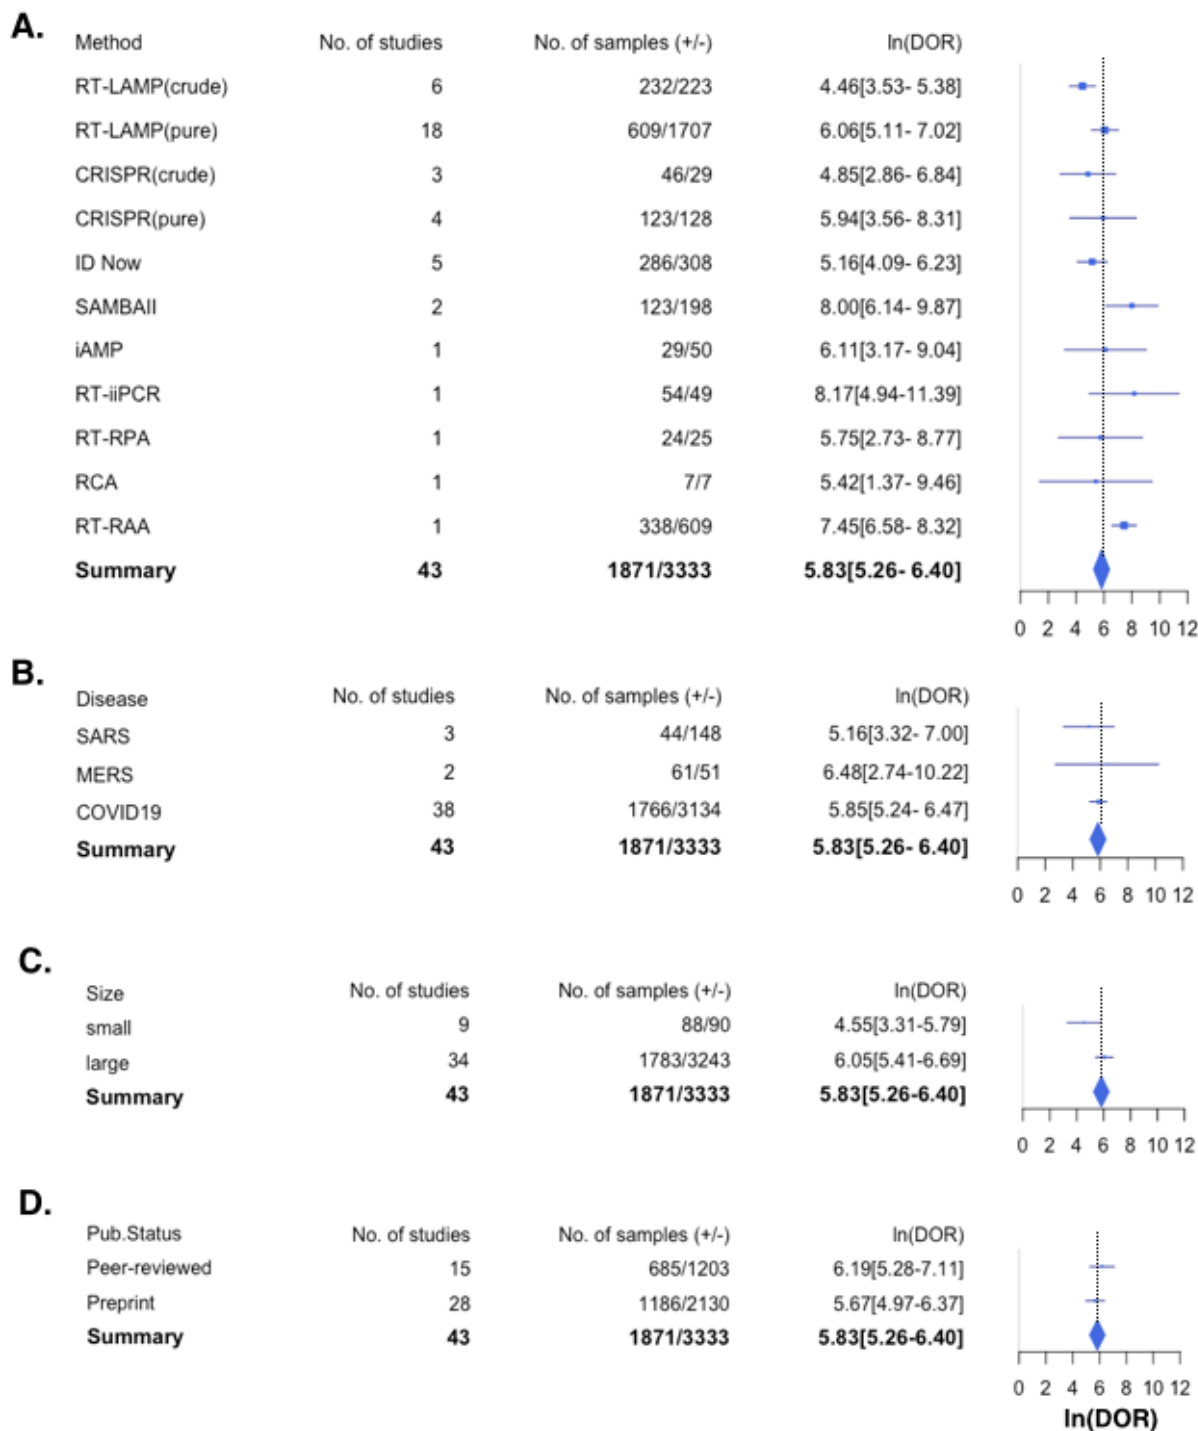 A.
Method No. of studies No. of samples (+/-) ln(DOR)
RT-LAMP(crude) 6 232/223 4.46[3.53- 5.38]
RT-LAMP(pure) 18 609/1707 6.06[5.11- 7.02]
CRISPR(crude) 3 46/29 4.85[2.86- 6.84]
CRISPR(pure) 4 123/128 5.94[3.56- 8.31]
ID Now 5 286/308 5.16[4.09- 6.23]
SAMBAII 2 123/198 8.00[6.14- 9.87]
iAMP 1 29/50 6.11[3.17- 9.04]
RT-iiPCR 1 54/49 8.17[4.94-11.39]
RT-RPA 1 24/25 5.75[2.73- 8.77]
RCA 1 7/7 5.42[1.37- 9.46]
RT-RAA 1 338/609 7.45[6.58- 8.32]
Summary 43 1871/3333 5.83[5.26- 6.40]
0 2 4 6 8 10 12
B.
Disease No. of studies No. of samples (+/-) ln(DOR)
SARS 3 44/148 5.16[3.32- 7.00]
MERS 2 61/51 6.48[2.74-10.22]
COVID19 38 1766/3134 5.85[5.24- 6.47]
Summary 43 1871/3333 5.83[5.26- 6.40]
0 2 4 6 8 10 12
C.
Size No. of studies No. of samples (+/-) ln(DOR)
small 9 88/90 4.55[3.31-5.79]
large 34 1783/3243 6.05[5.41-6.69]
Summary 43 1871/3333 5.83[5.26-6.40]
0 2 4 6 8 10 12
D.
Pub.Status No. of studies No. of samples (+/-) ln(DOR)
Peer-reviewed 15 685/1203 6.19[5.28-7.11]
Preprint 28 1186/2130 5.67[4.97-6.37]
Summary 43 1871/3333 5.83[5.26-6.40]
0 2 4 6 8 10 12
ln(DOR)